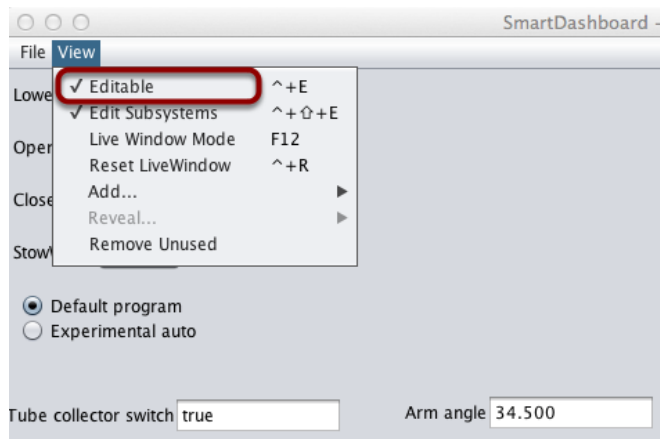 SmartDashboard -
File View
Lowe
✓ Editable ^+E
✓ Edit Subsystems ^+⇧+E
Oper
Live Window Mode F12
Reset LiveWindow ^+R
Close
Add... ▶
Reveal... ▶
Stow
Remove Unused
Default program
Experimental auto
Tube collector switch true Arm angle 34.500